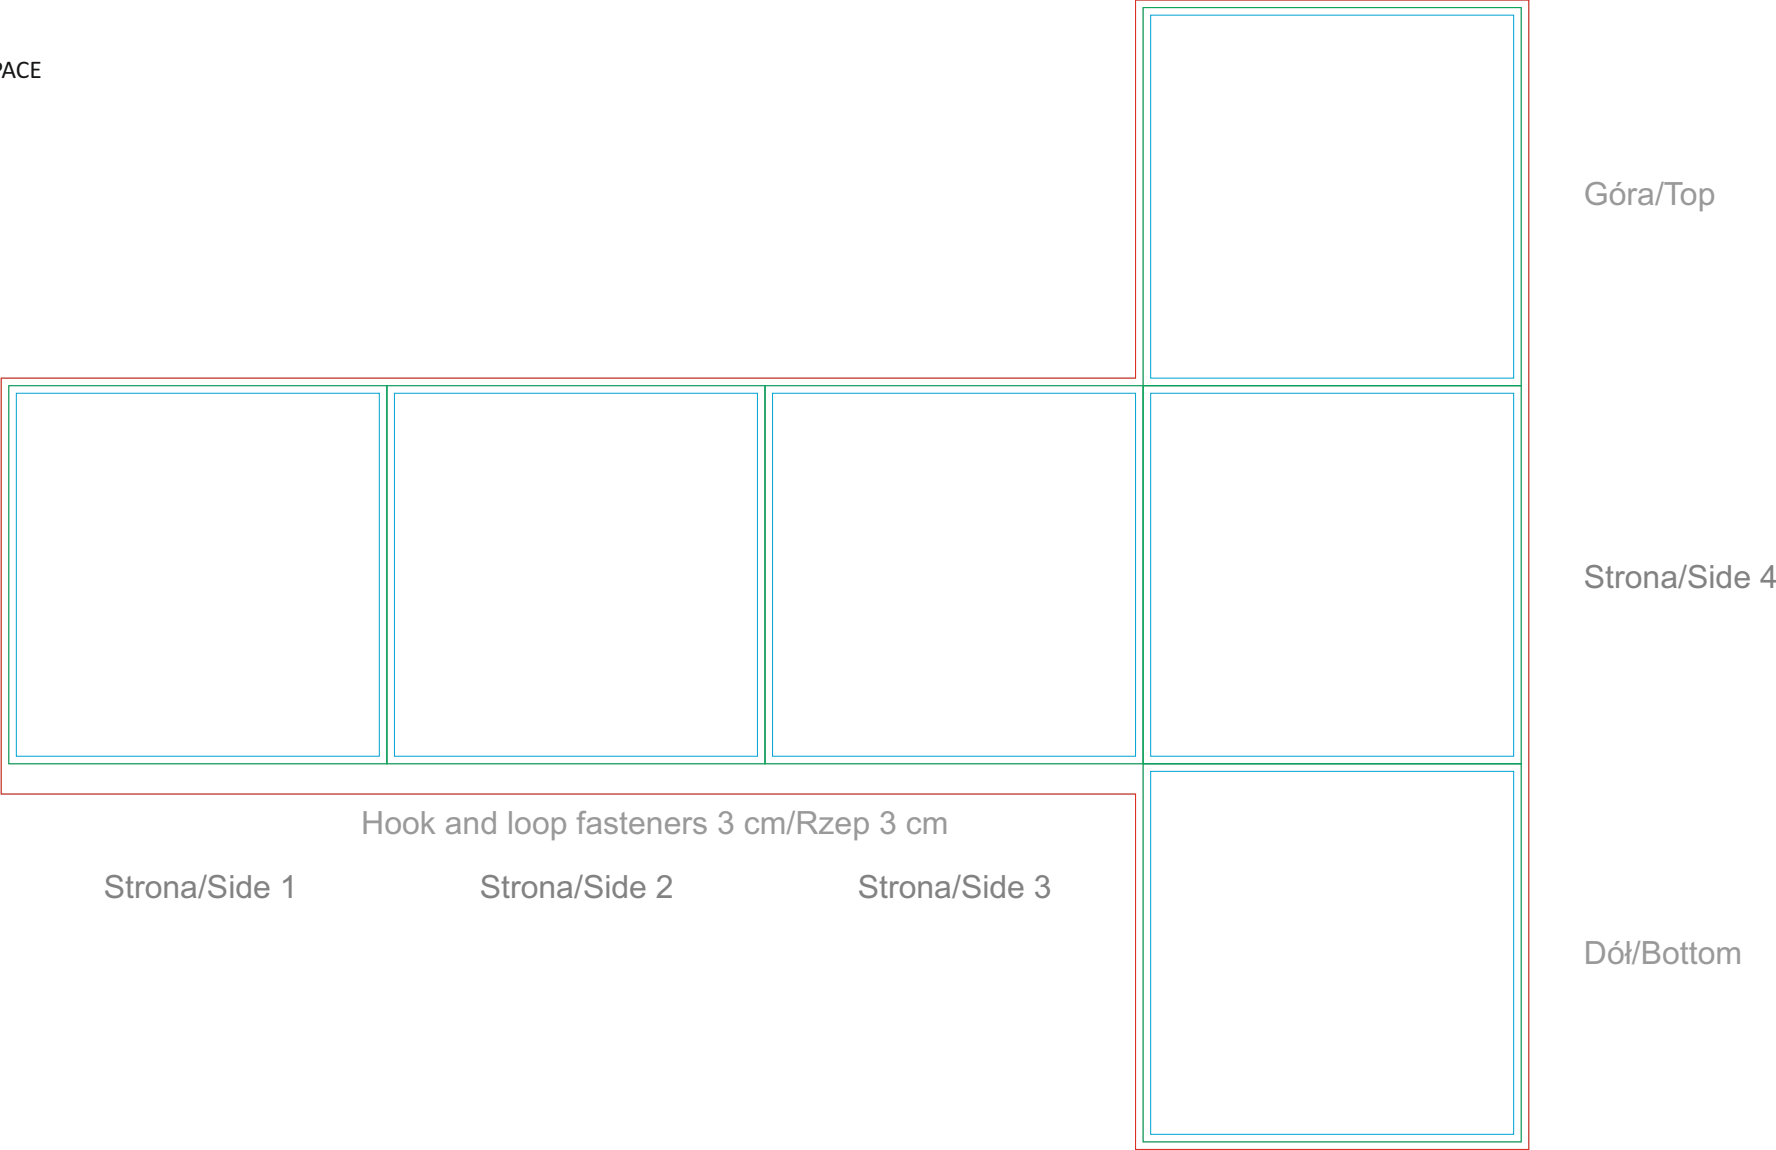 PACE
Góra/Top
Strona/Side 4
Hook and loop fasteners 3 cm/Rzep 3 cm
Strona/Side 1
Strona/Side 2
Strona/Side 3
Dół/Bottom